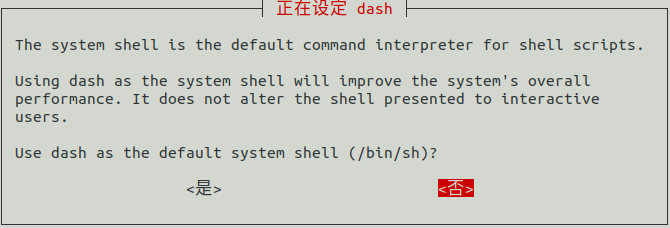 正在设定 dash
The system shell is the default command interpreter for shell scripts.
Using dash as the system shell will improve the system's overall
performance. It does not alter the shell presented to interactive
users.
Use dash as the default system shell (/bin/sh)?
<是> <否>